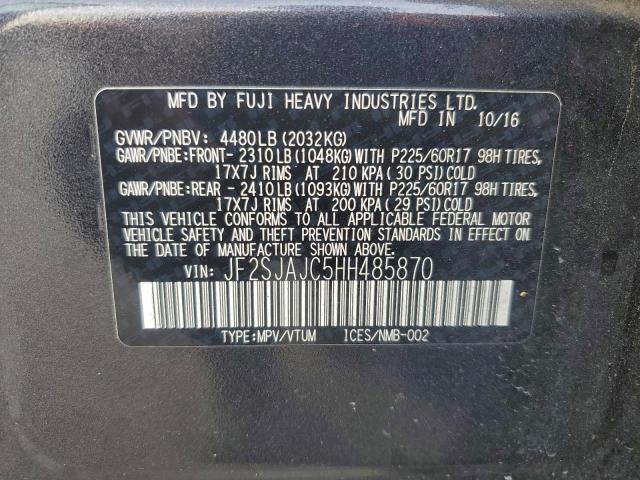 MFD BY FUJI HEAVY INDUSTRIES LTD.
MFD IN 10/16
GVWR/PNBV: 4480LB (2032KG)
GAWR/PNBE:FRONT- 2310LB (1048KG) WITH P225/60R17 98H TIRES,
17X7J RIMS AT 210 KPA ( 30 PSI) COLD
GAWR/PNBE:REAR - 2410LB (1093KG) WITH P225/60R17 98H TIRES,
17X7J RIMS AT 200 KPA ( 29 PSI) COLD
THIS VEHICLE CONFORMS TO ALL APPLICABLE FEDERAL MOTOR
VEHICLE SAFETY AND THEFT PREVENTION STANDARDS IN EFFECT ON
THE DATE OF MANUFACTURE SHOWN ABOVE.
VIN: JF2SJAJC5HH485870
TYPE:MPV/VTUM ICES/NMB-002